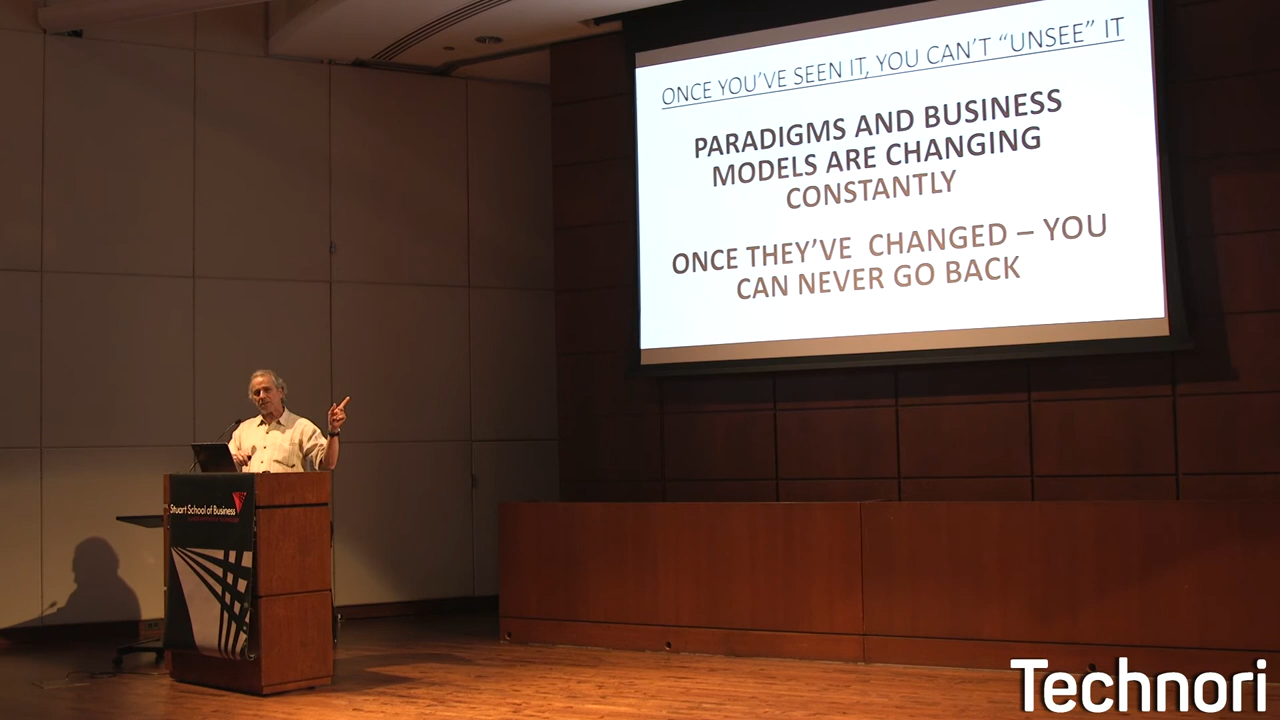 ONCE YOU'VE SEEN IT, YOU CAN'T “UNSEE” IT
PARADIGMS AND BUSINESS
MODELS ARE CHANGING
CONSTANTLY
ONCE THEY'VE CHANGED – YOU
CAN NEVER GO BACK
Stuart School of Business
Technori